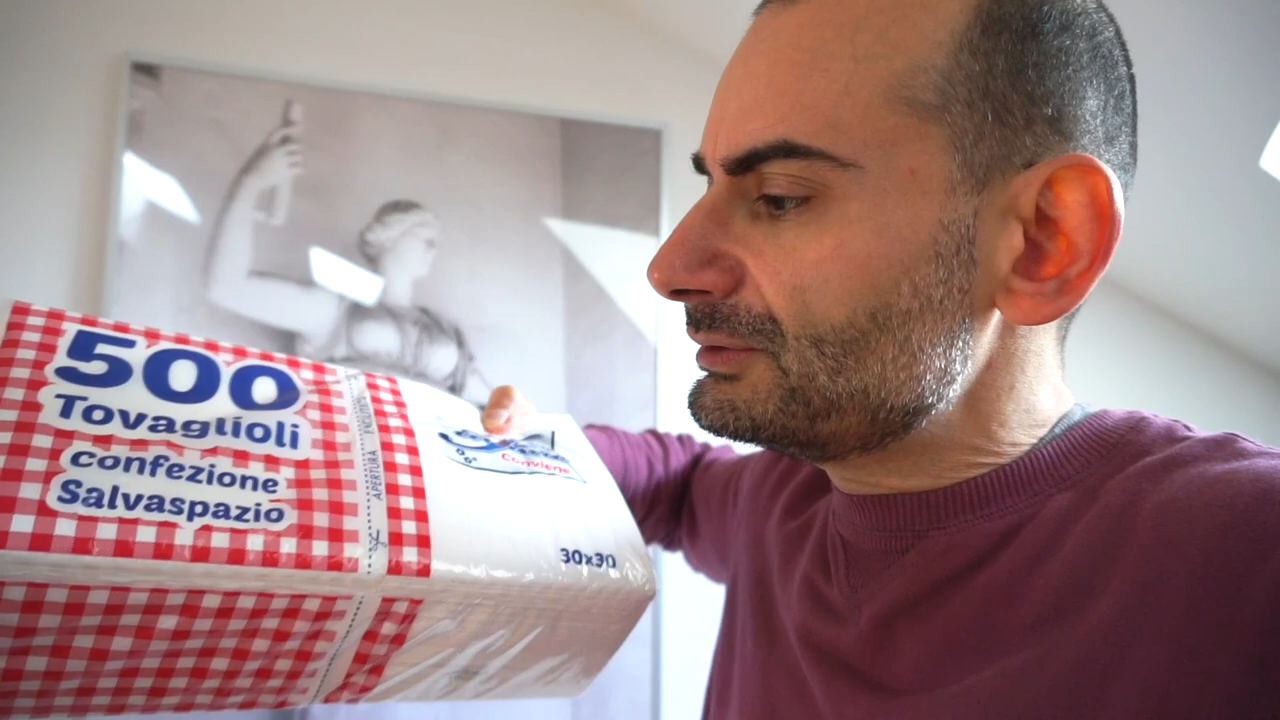 500
Tovaglioli
confezione
Salvaspazio
APERTURA
Conviene
30x30